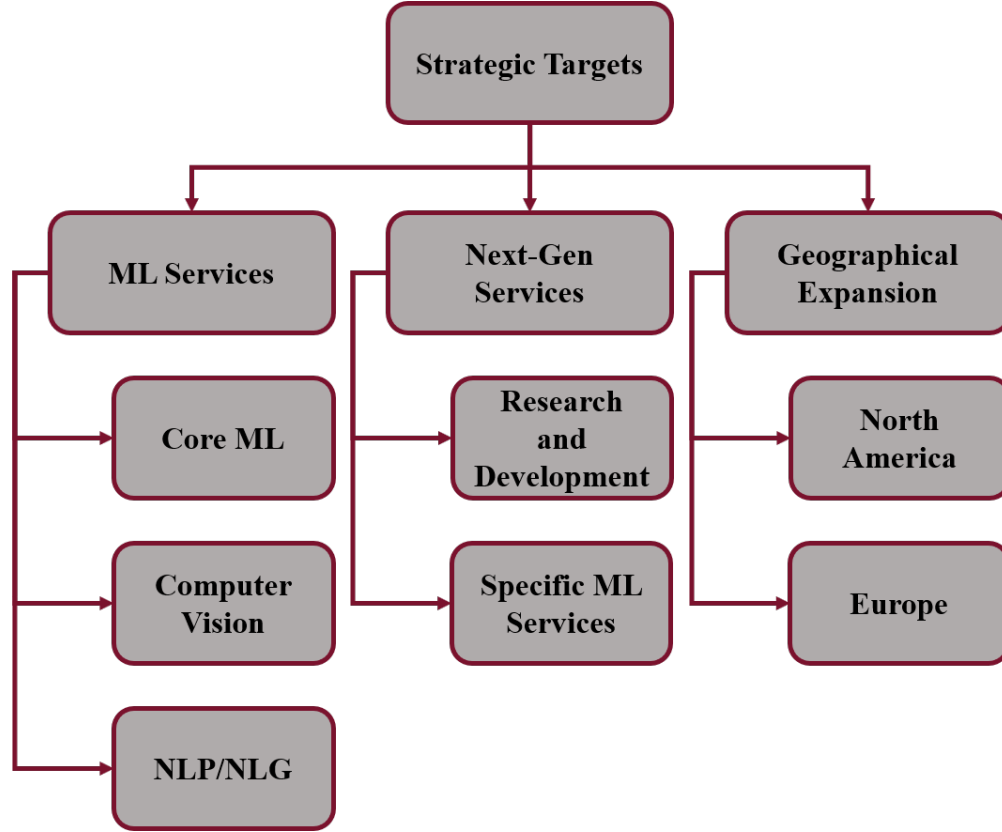 Strategic Targets
ML Services
Next-Gen
Services
Geographical
Expansion
Core ML
Research
and
Development
North
America
Computer
Vision
Specific ML
Services
Europe
NLP/NLG